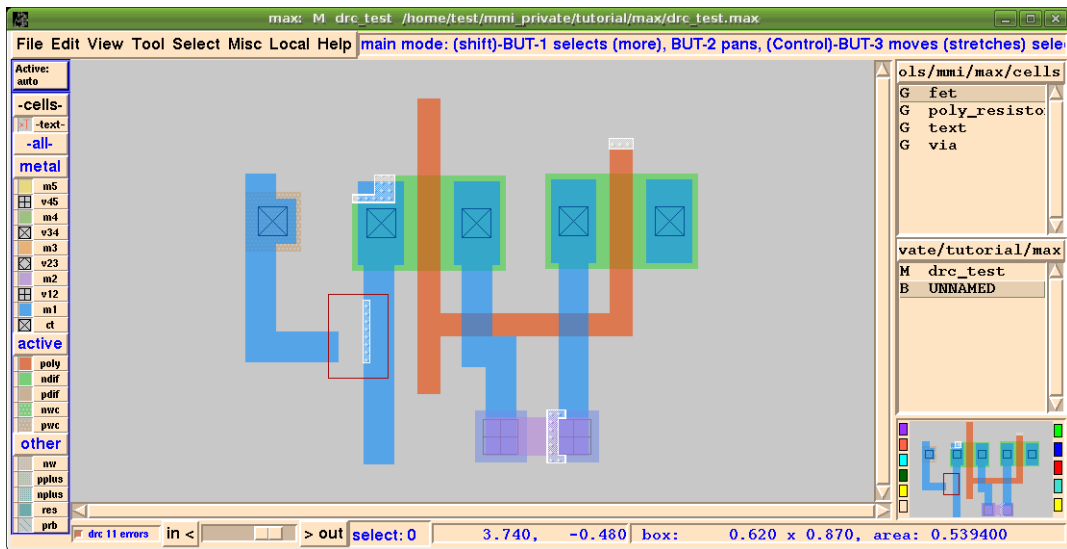 max: M drc_test /home/test/mmi_private/tutorial/max/drc_test.max
File Edit View Tool Select Misc Local Help
main mode: (shift)-BUT-1 selects (more), BUT-2 pans, (Control)-BUT-3 moves (stretches) sele
Active:
auto
-cells-
-text-
-all-
metal
m5
v45
m4
v34
m3
v23
m2
v12
m1
ct
active
poly
ndif
pdif
nwc
pwc
other
nw
pplus
nplus
res
prb
ols/mmi/max/cells
G fet
G poly_resisto
G text
G via
vate/tutorial/max
M drc_test
B UNNAMED
drc 11 errors
in <
> out
select: 0
3.740, -0.480
box: 0.620 x 0.870, area: 0.539400